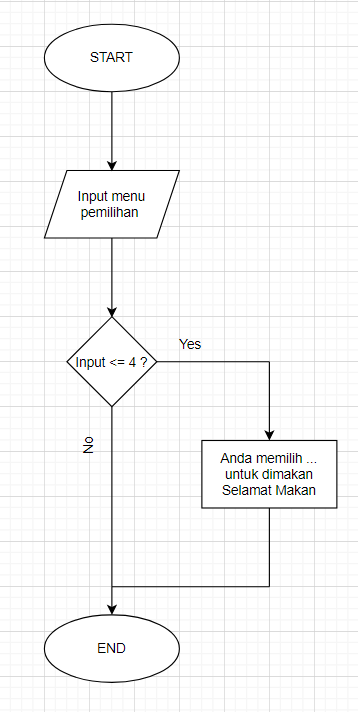 START
Input menu
pemilihan
Input <= 4 ?
Yes
No
Anda memilih ...
untuk dimakan
Selamat Makan
END